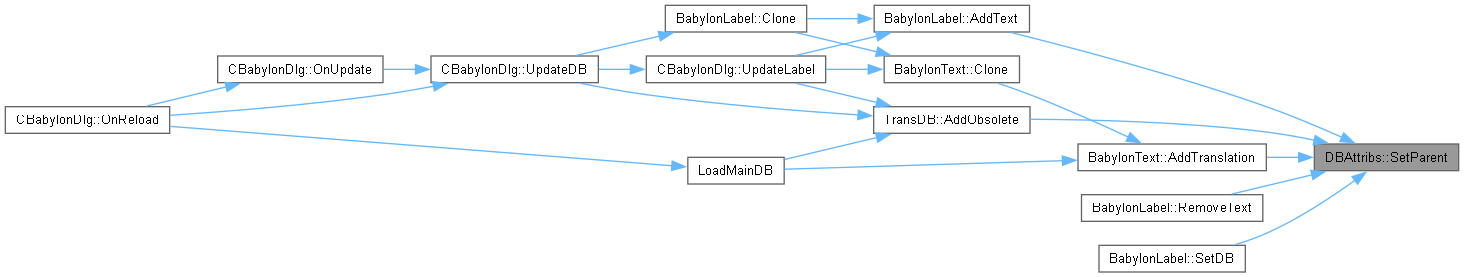 BabylonLabel::Clone
BabylonLabel::AddText
CBabylonDlg::OnUpdate
CBabylonDlg::UpdateDB
CBabylonDlg::UpdateLabel
BabylonText::Clone
CBabylonDlg::OnReload
TransDB::AddObsolete
LoadMainDB
BabylonText::AddTranslation
DBAttribs::SetParent
BabylonLabel::RemoveText
BabylonLabel::SetDB